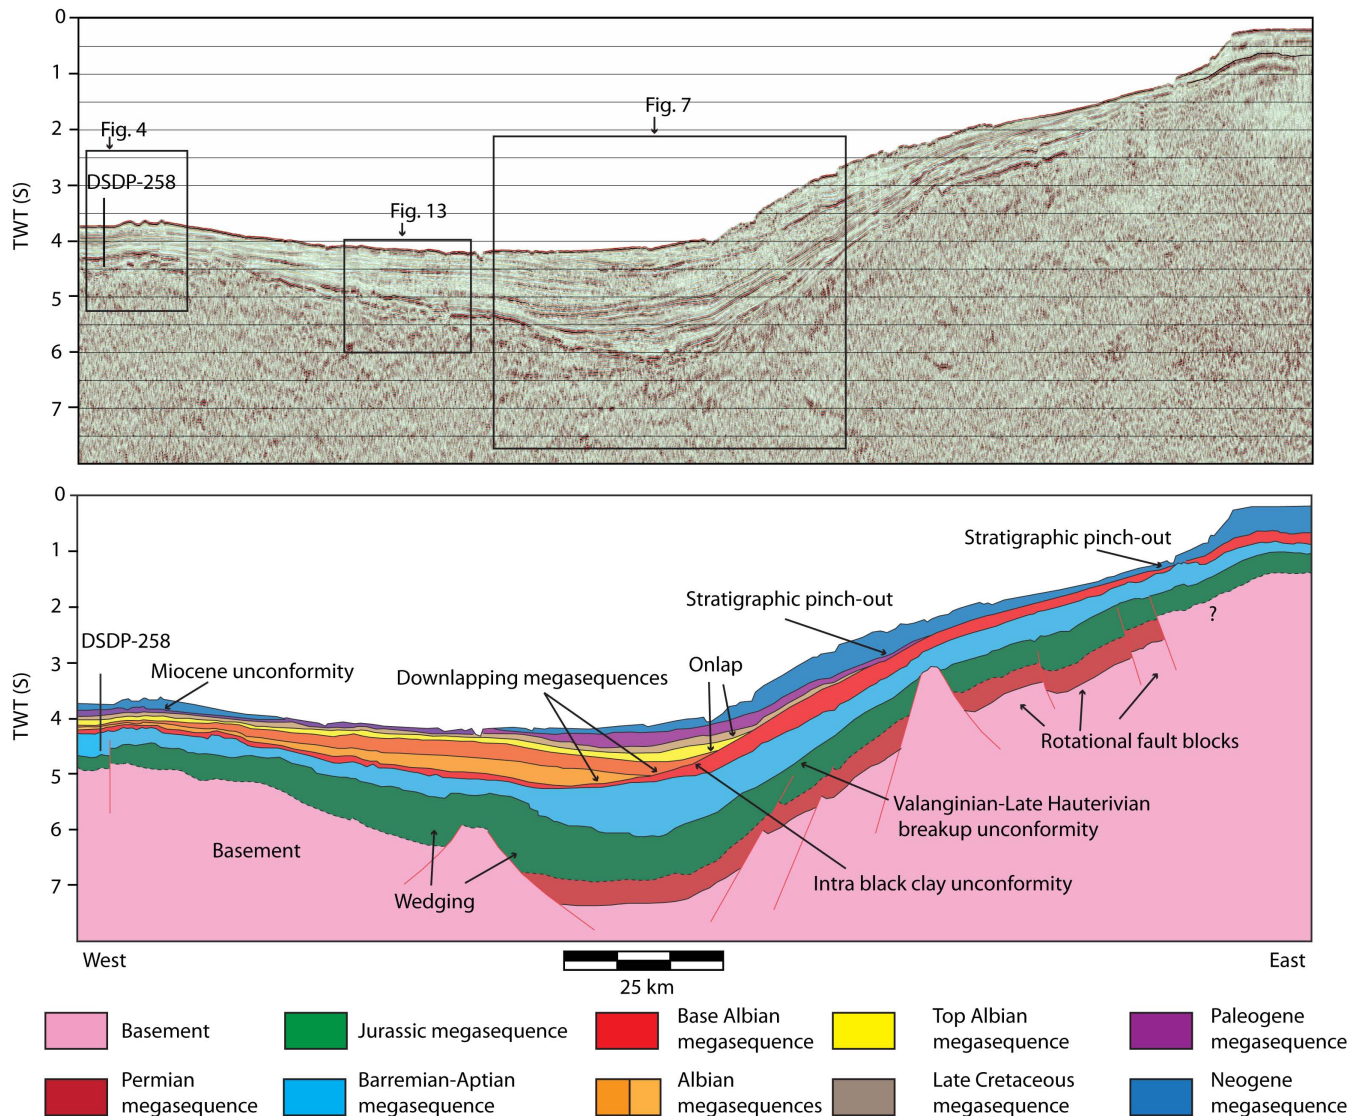 0
1
2
3
4
5
6
7
TWT (S)
Fig. 4
DSDP-258
Fig. 13
Fig. 7
0
1
2
3
4
5
6
7
TWT (S)
DSDP-258
Miocene unconformity
Downlapping megasequences
Onlap
Stratigraphic pinch-out
Stratigraphic pinch-out
?
Rotational fault blocks
Valanginian-Late Hauterivian
breakup unconformity
Intra black clay unconformity
Basement
Wedging
West
25 km
East
Basement
Jurassic megasequence
Base Albian
megasequence
Top Albian
megasequence
Paleogene
megasequence
Permian
megasequence
Barremian-Aptian
megasequence
Albian
megasequences
Late Cretaceous
megasequence
Neogene
megasequence